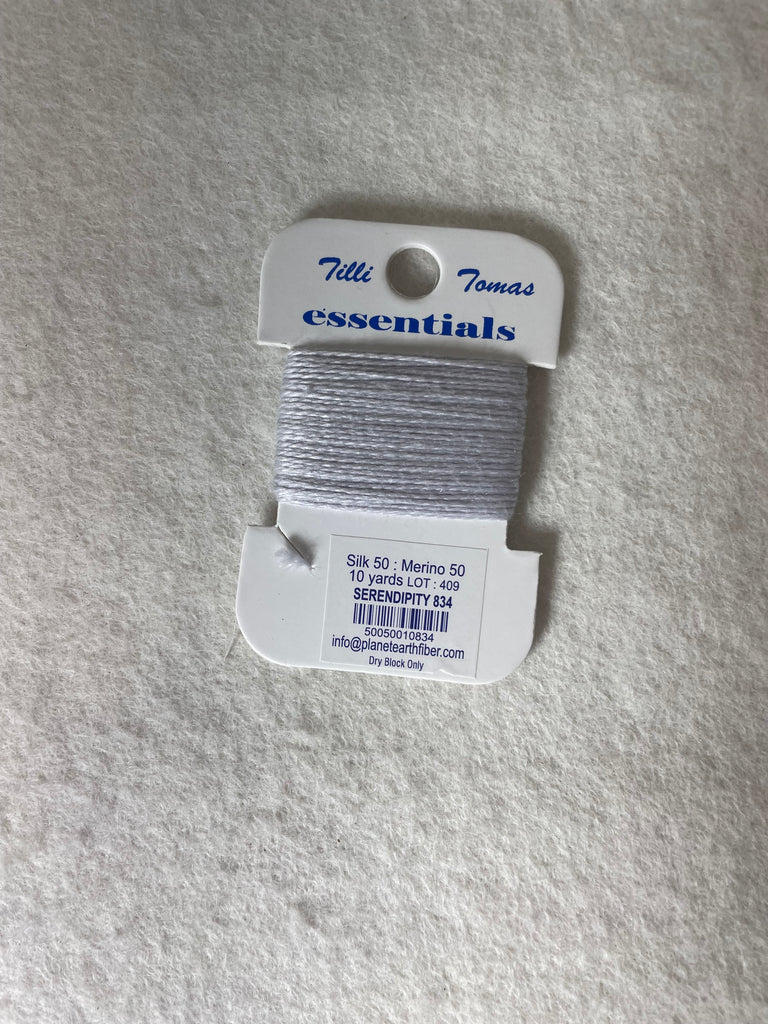 Tilli Tomas
essentials
Silk 50 : Merino 50
10 yards LOT : 409
SERENDIPITY 834
50050010834
info@planetearthfiber.com
Dry Block Only